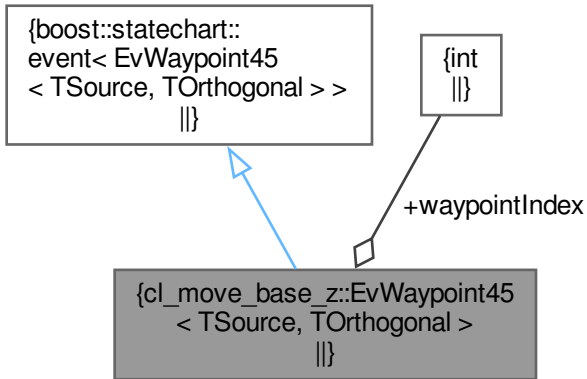 {boost::statechart::
event< EvWaypoint45
< TSource, TOrthogonal > >
||}
{int
||}
+waypointIndex
{cl_move_base_z::EvWaypoint45
< TSource, TOrthogonal >
||}